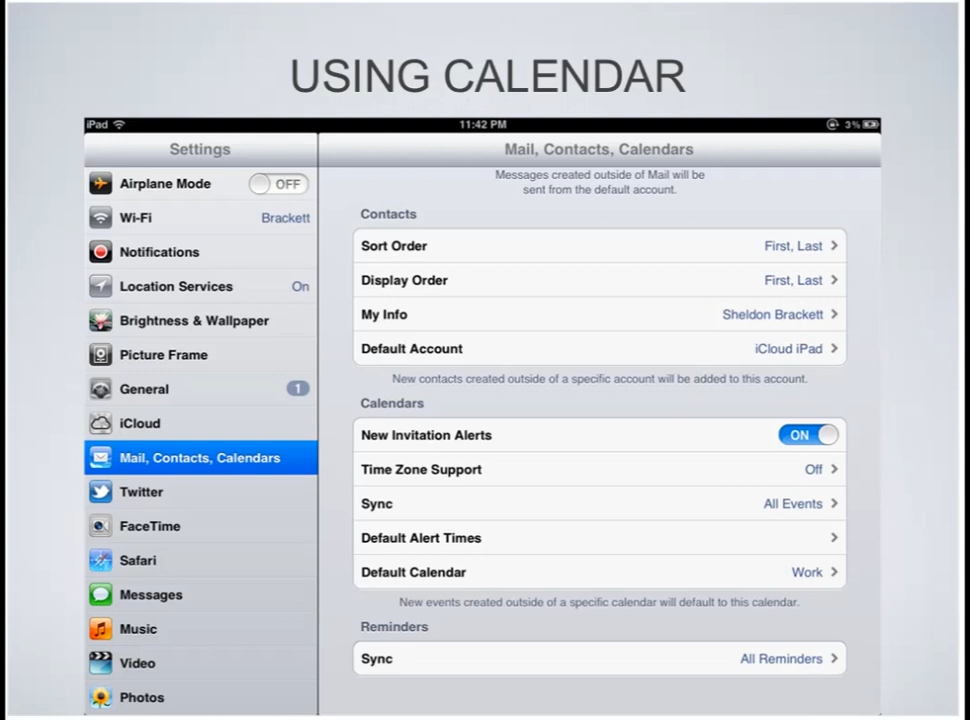 USING CALENDAR
iPad 11:42 PM 3%
Settings
Airplane Mode OFF
Wi-Fi Brackett
Notifications
Location Services On
Brightness & Wallpaper
Picture Frame
General 1
iCloud
Mail, Contacts, Calendars
Twitter
FaceTime
Safari
Messages
Music
Video
Photos
Mail, Contacts, Calendars
Messages created outside of Mail will be
sent from the default account.
Contacts
Sort Order First, Last
Display Order First, Last
My Info Sheldon Brackett
Default Account iCloud iPad
New contacts created outside of a specific account will be added to this account.
Calendars
New Invitation Alerts ON
Time Zone Support Off
Sync All Events
Default Alert Times
Default Calendar Work
New events created outside of a specific calendar will default to this calendar.
Reminders
Sync All Reminders